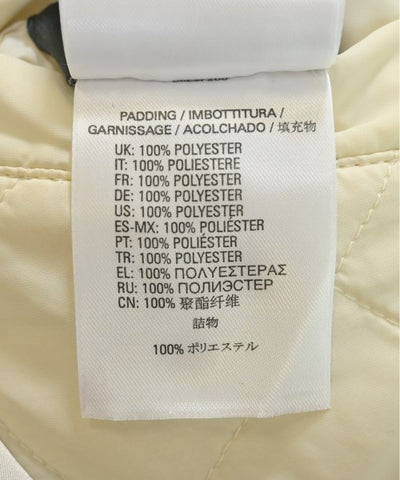 PADDING / IMBOTTITURA /
GARNISSAGE / ACOLCHADO / 填充物
UK: 100% POLYESTER
IT: 100% POLIESTERE
FR: 100% POLYESTER
DE: 100% POLYESTER
US: 100% POLYESTER
ES-MX: 100% POLIÉSTER
PT: 100% POLIÉSTER
TR: 100% POLYESTER
EL: 100% ΠΟΛΥΕΣΤΕΡΑΣ
RU: 100% ПОЛИЭСТЕР
CN: 100% 聚酯纤维
詰物
100% ポリエステル